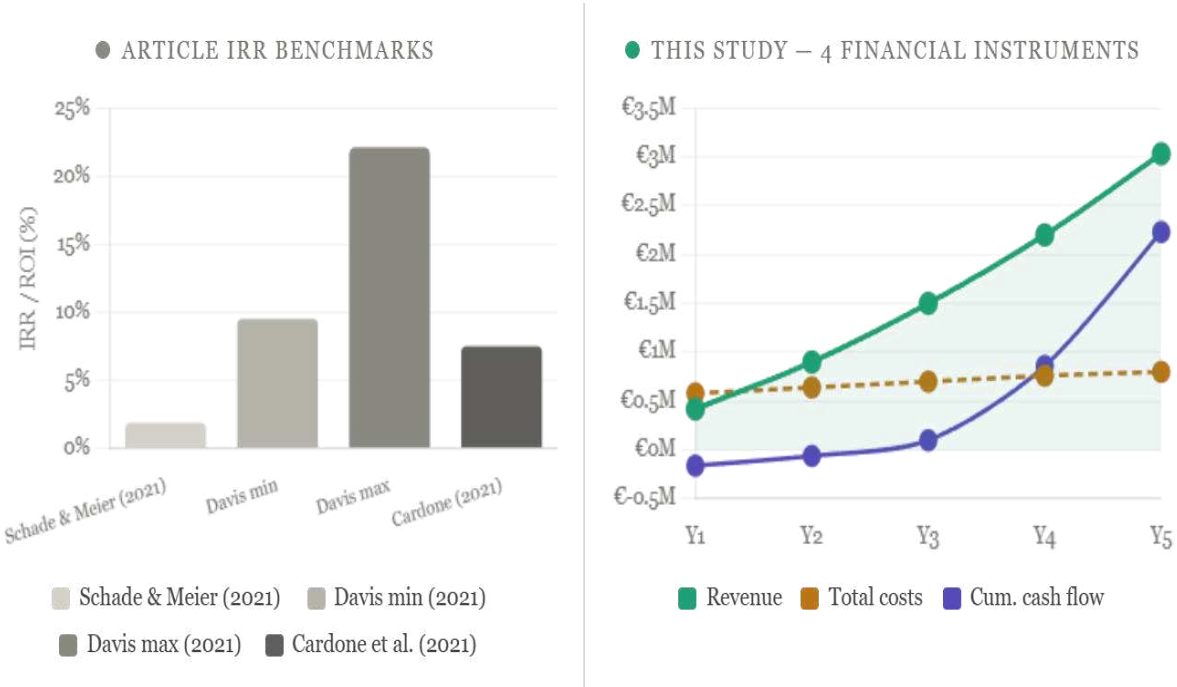 ARTICLE IRR BENCHMARKS
25%
20%
15%
10%
5%
0%
IRR / ROI (%)
Schade & Meier (2021)
Davis min
Davis max
Cardone (2021)
Schade & Meier (2021) Davis min (2021)
Davis max (2021) Cardone et al. (2021)
THIS STUDY — 4 FINANCIAL INSTRUMENTS
€3.5M
€3M
€2.5M
€2M
€1.5M
€1M
€0.5M
€0M
€-0.5M
Y1 Y2 Y3 Y4 Y5
Revenue Total costs Cum. cash flow